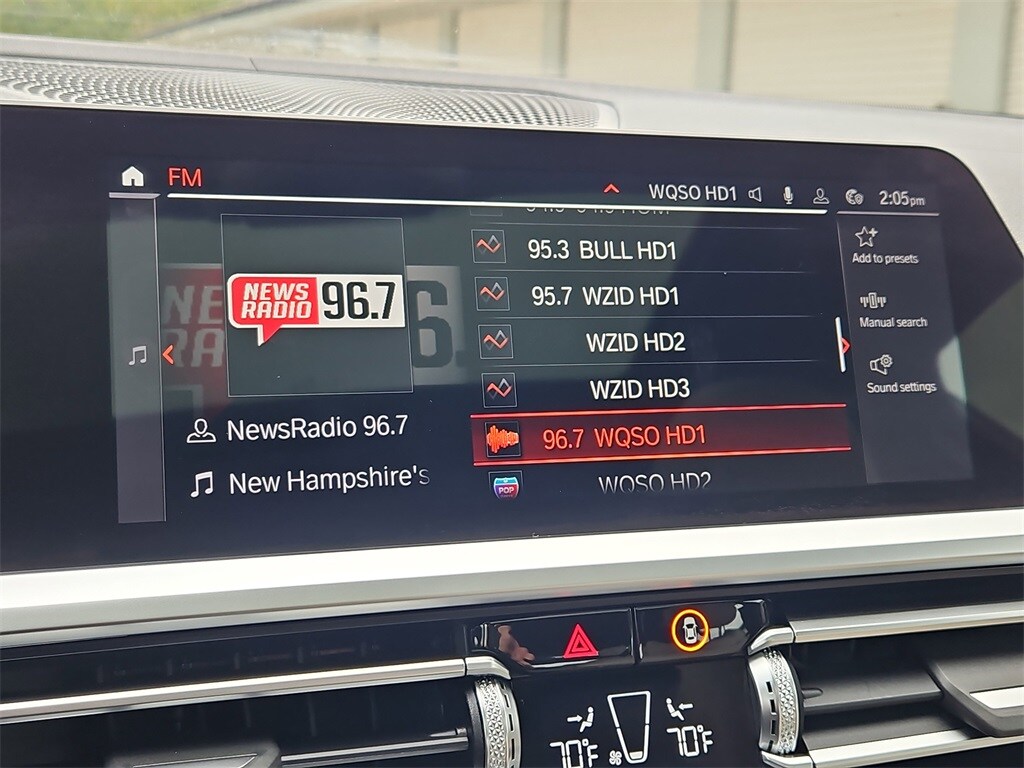 FM
WQSO HD1
2:05pm
NEWS
RADIO 96.7
NewsRadio 96.7
New Hampshire's
95.3 BULL HD1
95.7 WZID HD1
WZID HD2
WZID HD3
96.7 WQSO HD1
POP
WQSO HD2
Add to presets
Manual search
Sound settings
70°F
70°F